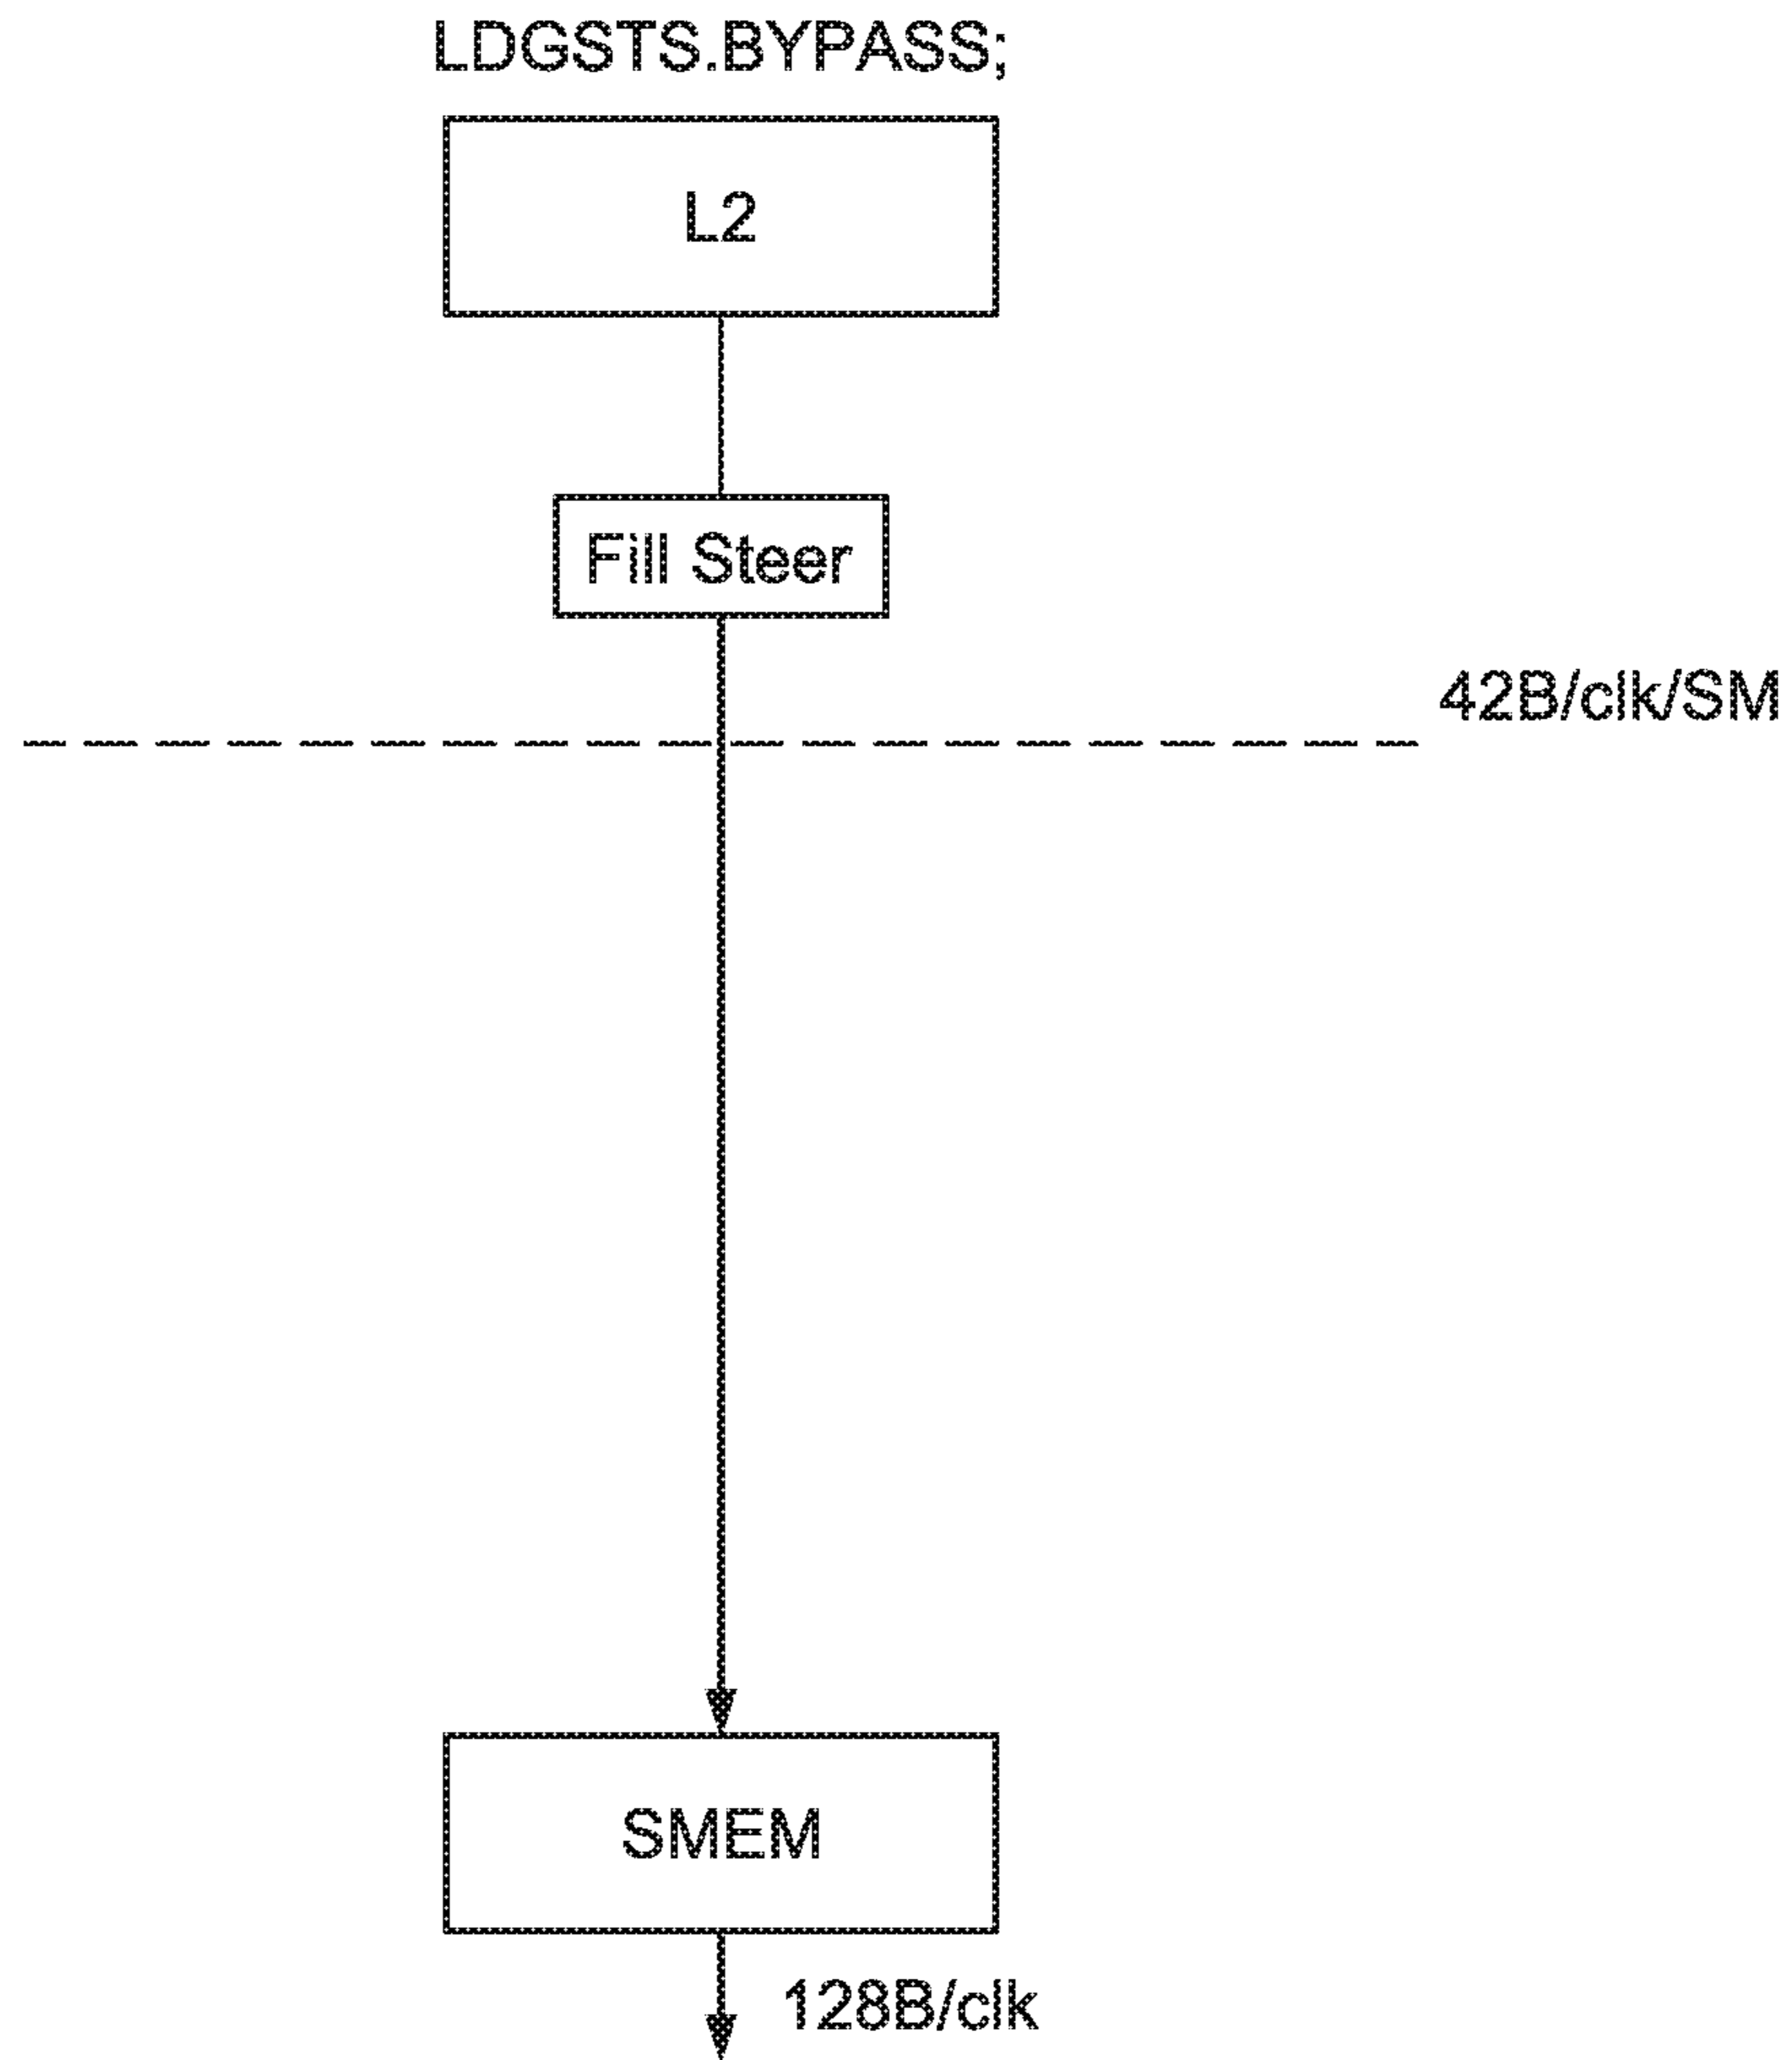 LDGSTS.BYPASS;
L2
Fill Steer
42B/clk/SM
SMEM
128B/clk